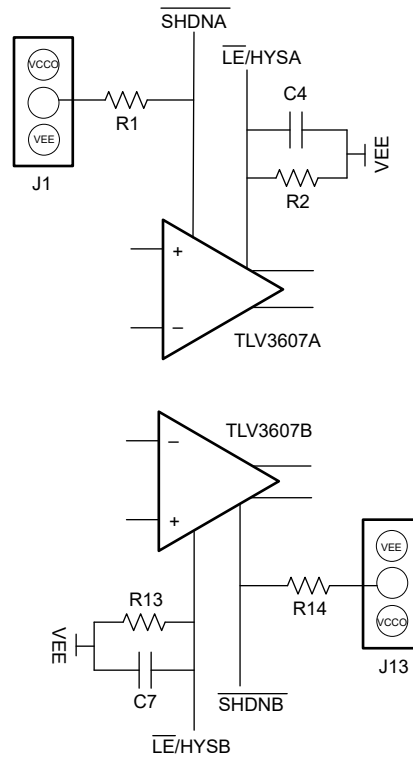 SHDNA
LE/HYSA
VCCO
C4
R1
VEE
VEE
R2
J1
+
−
TLV3607A
TLV3607B
−
+
VEE
R13
R14
VCCO
VEE
C7
J13
SHDNB
LE/HYSB